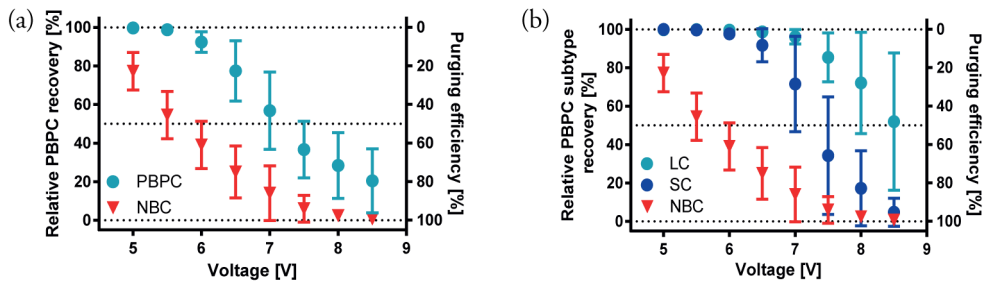 (a)
Relative PBPC recovery [%]
100
80
60
40
20
0
PBPC
NBC
0
20
40
60
80
100
Purging efficiency [%]
5
6
7
8
9
Voltage [V]
(b)
Relative PBPC subtype
recovery [%]
100
80
60
40
20
0
LC
SC
NBC
0
20
40
60
80
100
Purging efficiency [%]
5
6
7
8
9
Voltage [V]